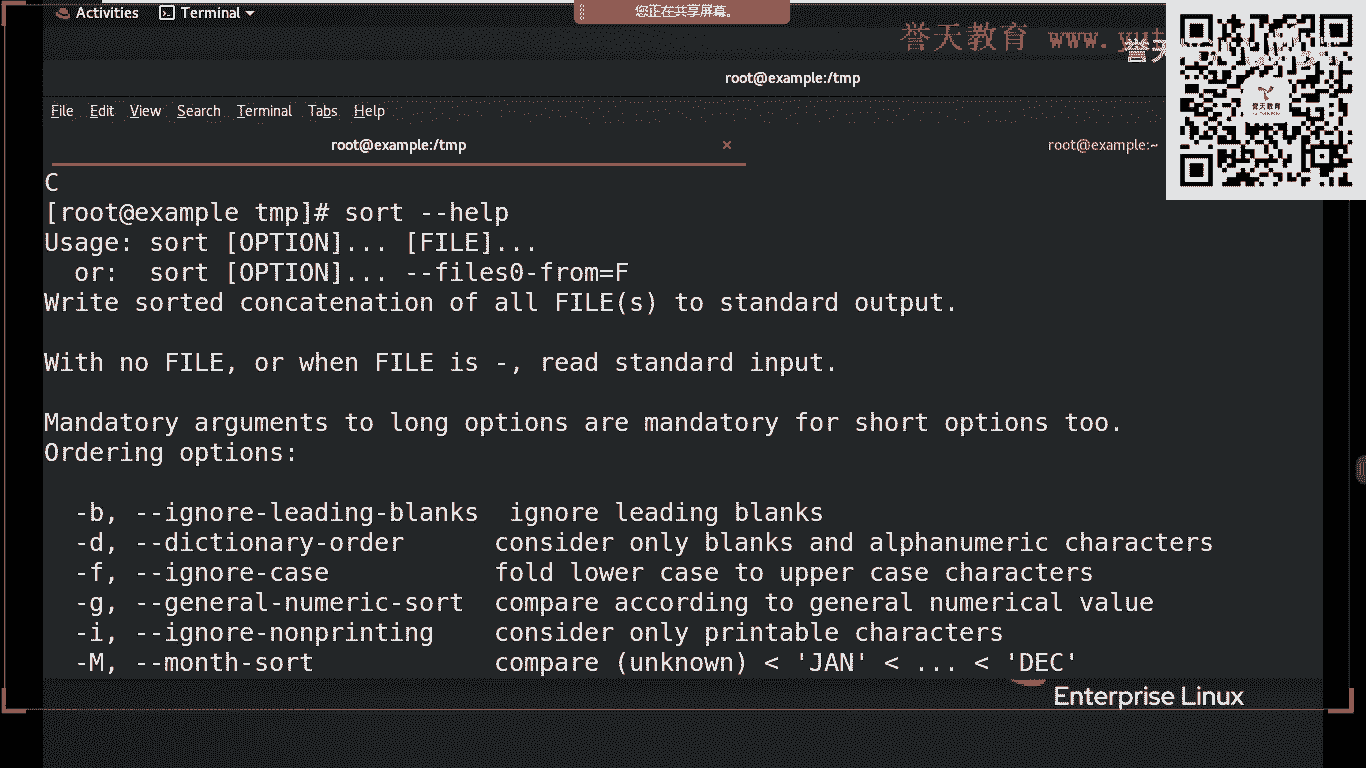 Activities
Terminal
您正在共享屏幕。
誉天教育 www.
root@example:/tmp
誉天教育
File Edit View Search Terminal Tabs Help
root@example:/tmp
×
root@example:~
C
[root@example tmp]# sort --help
Usage: sort [OPTION]... [FILE]...
  or:  sort [OPTION]... --files0-from=F
Write sorted concatenation of all FILE(s) to standard output.
With no FILE, or when FILE is -, read standard input.
Mandatory arguments to long options are mandatory for short options too.
Ordering options:
  -b, --ignore-leading-blanks  ignore leading blanks
  -d, --dictionary-order      consider only blanks and alphanumeric characters
  -f, --ignore-case           fold lower case to upper case characters
  -g, --general-numeric-sort  compare according to general numerical value
  -i, --ignore-nonprinting    consider only printable characters
  -M, --month-sort            compare (unknown) < 'JAN' < ... < 'DEC'
Enterprise Linux